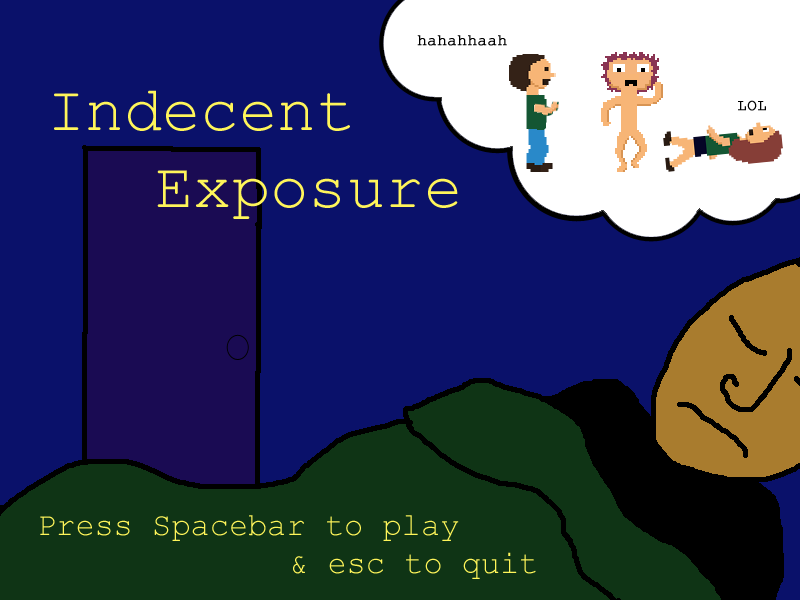 hahahhaah
LOL
Indecent
Exposure
Press Spacebar to play
& esc to quit